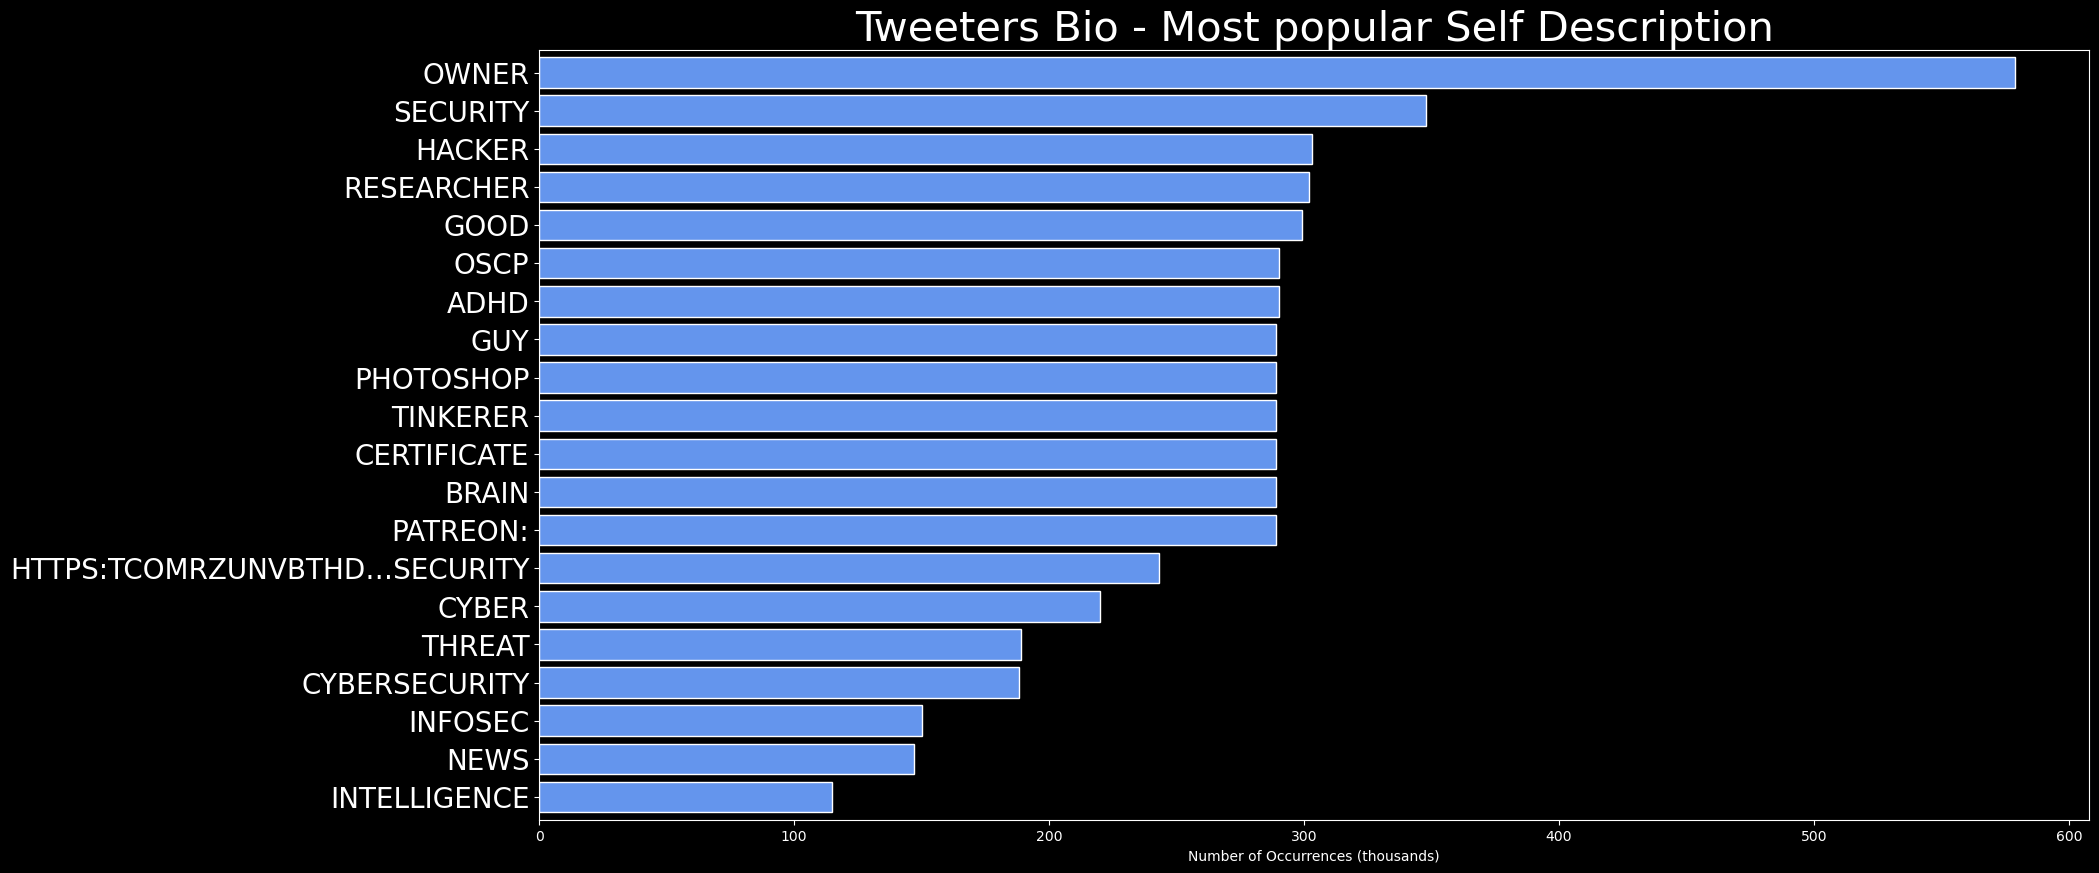 Tweeters Bio - Most popular Self Description
OWNER
SECURITY
HACKER
RESEARCHER
GOOD
OSCP
ADHD
GUY
PHOTOSHOP
TINKERER
CERTIFICATE
BRAIN
PATREON:
HTTPS:TCOMRZUNVBTHD...SECURITY
CYBER
THREAT
CYBERSECURITY
INFOSEC
NEWS
INTELLIGENCE
0 100 200 300 400 500 600
Number of Occurrences (thousands)